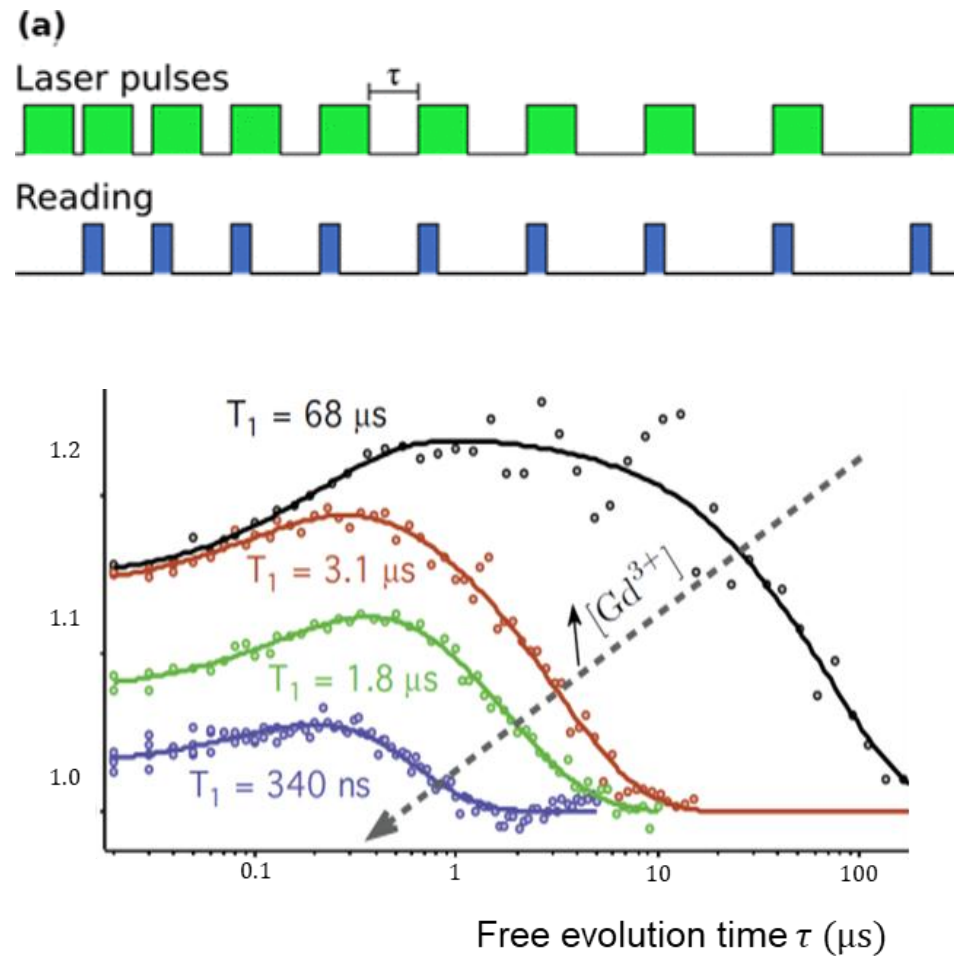 (a)
Laser pulses
τ
Reading
T₁ = 68 μs
1.2
T₁ = 3.1 μs
[Gd³⁺]
1.1
T₁ = 1.8 μs
T₁ = 340 ns
1.0
0.1 1 10 100
Free evolution time τ (μs)